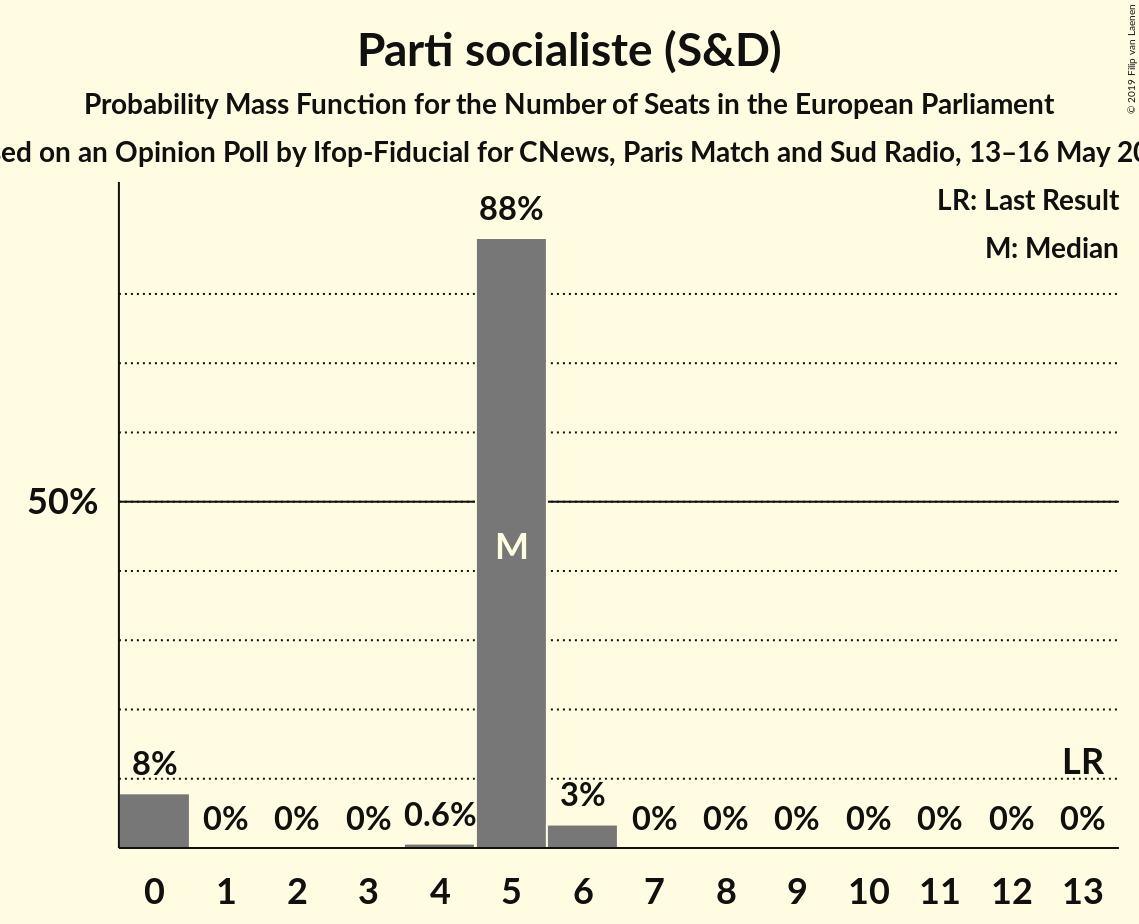 Parti socialiste (S&D)
Probability Mass Function for the Number of Seats in the European Parliament
on an Opinion Poll by Ifop-Fiducial for CNews, Paris Match and Sud Radio, 13–16 May
© 2019 Filip van Laenen
LR: Last Result
M: Median
88%
50%
M
8%
0%
0%
0%
0.6%
3%
0%
0%
0%
0%
0%
0%
LR
0%
0 1 2 3 4 5 6 7 8 9 10 11 12 13